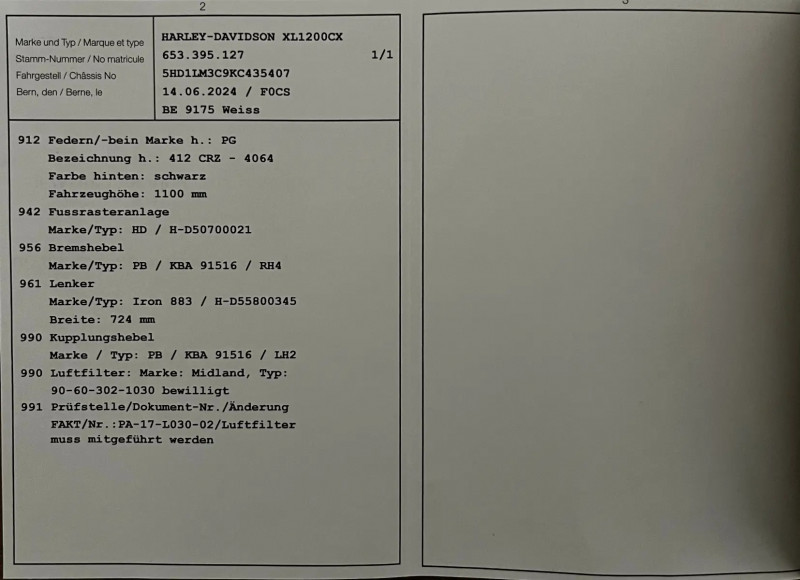 2
3
Marke und Typ / Marque et type
HARLEY-DAVIDSON XL1200CX
Stamm-Nummer / No matricule
653.395.127 1/1
Fahrgestell / Châssis No
5HD1LM3C9KC435407
Bern, den / Berne, le
14.06.2024 / F0CS
BE 9175 Weiss
912 Federn/-bein Marke h.: PG
Bezeichnung h.: 412 CRZ - 4064
Farbe hinten: schwarz
Fahrzeughöhe: 1100 mm
942 Fussrasteranlage
Marke/Typ: HD / H-D50700021
956 Bremshebel
Marke/Typ: PB / KBA 91516 / RH4
961 Lenker
Marke/Typ: Iron 883 / H-D55800345
Breite: 724 mm
990 Kupplungshebel
Marke / Typ: PB / KBA 91516 / LH2
990 Luftfilter: Marke: Midland, Typ:
90-60-302-1030 bewilligt
991 Prüfstelle/Dokument-Nr./Änderung
FAKT/Nr.:PA-17-L030-02/Luftfilter
muss mitgeführt werden